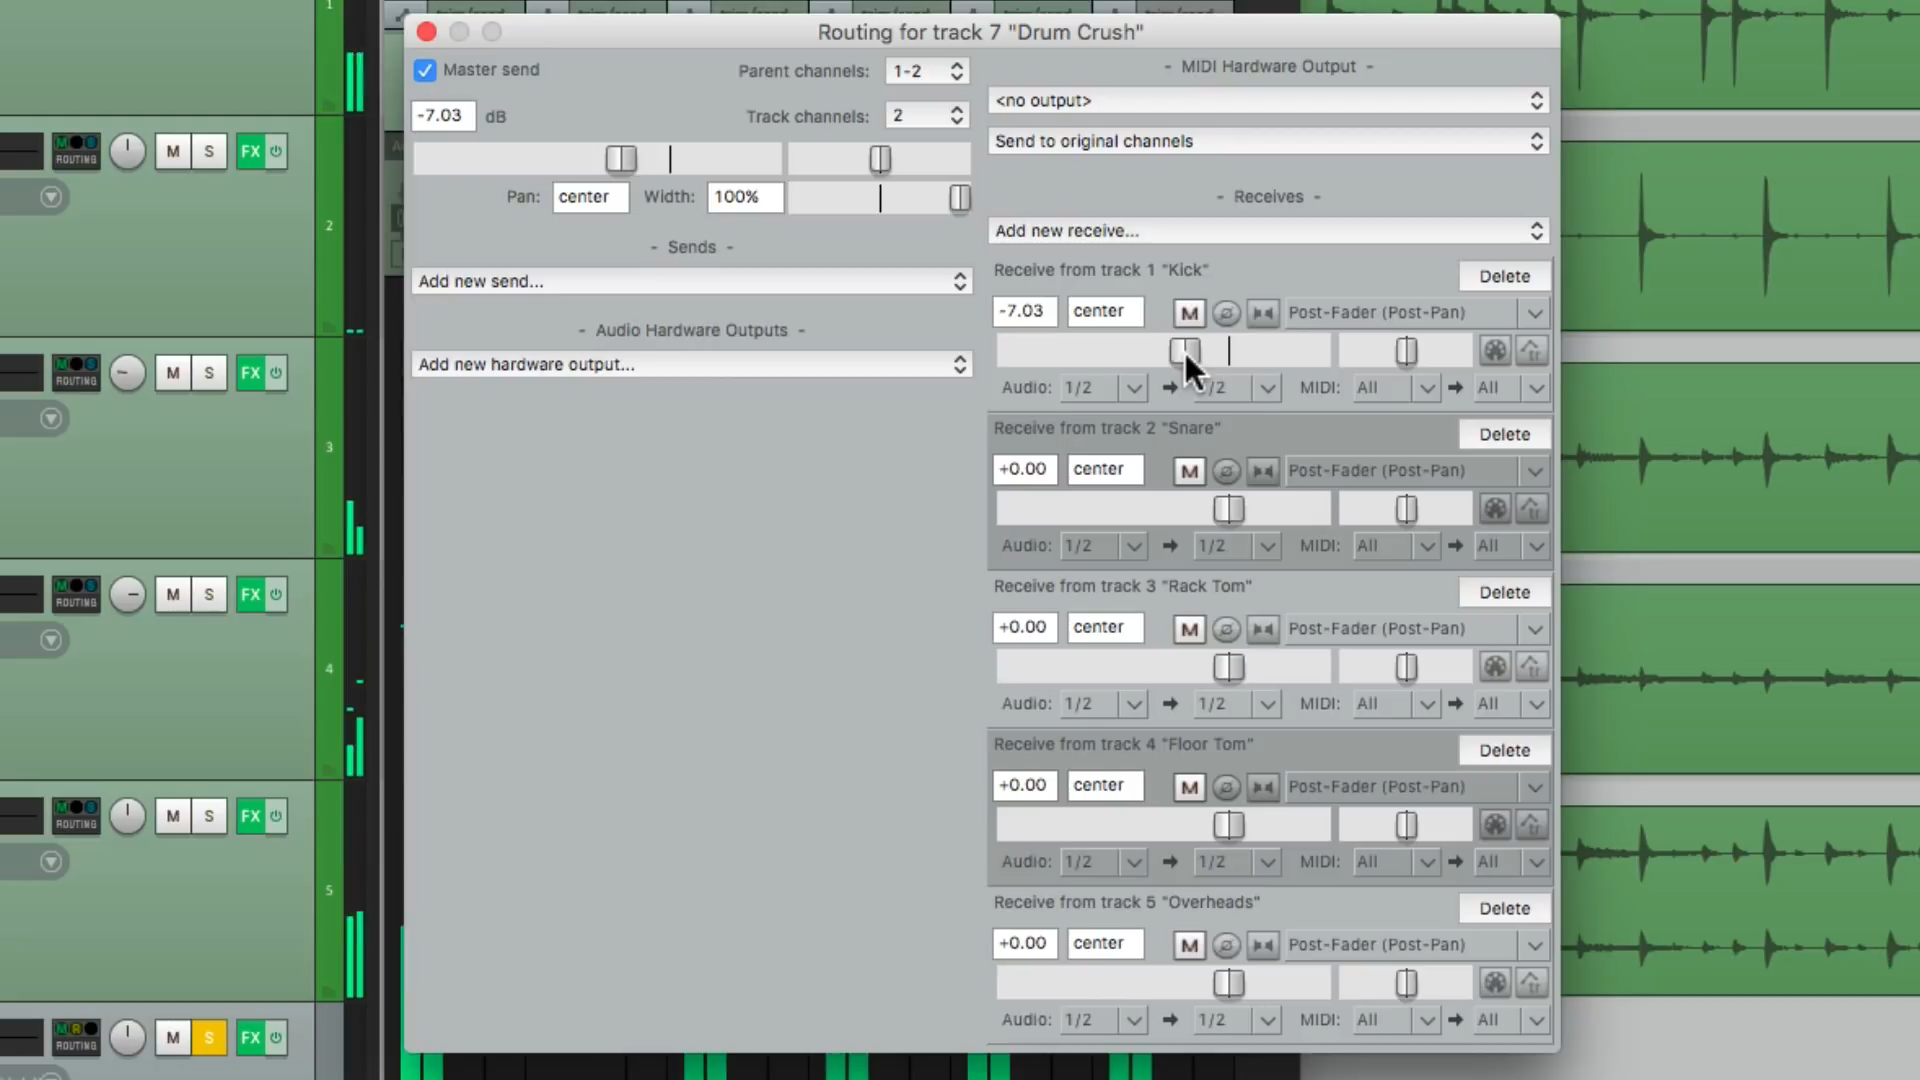 Routing for track 7 "Drum Crush"
Master send
Parent channels:
1-2
-7.03
dB
Track channels:
2
Pan:
center
Width:
100%
- Sends -
Add new send...
- Audio Hardware Outputs -
Add new hardware output...
- MIDI Hardware Output -
<no output>
Send to original channels
- Receives -
Add new receive...
Receive from track 1 "Kick"
Delete
-7.03
center
M
Post-Fader (Post-Pan)
Audio:
1/2
/2
MIDI:
All
All
Receive from track 2 "Snare"
Delete
+0.00
center
M
Post-Fader (Post-Pan)
Audio:
1/2
1/2
MIDI:
All
All
Receive from track 3 "Rack Tom"
Delete
+0.00
center
M
Post-Fader (Post-Pan)
Audio:
1/2
1/2
MIDI:
All
All
Receive from track 4 "Floor Tom"
Delete
+0.00
center
M
Post-Fader (Post-Pan)
Audio:
1/2
1/2
MIDI:
All
All
Receive from track 5 "Overheads"
Delete
+0.00
center
M
Post-Fader (Post-Pan)
Audio:
1/2
1/2
MIDI:
All
All
1
ROUTING
M
S
FX
2
ROUTING
M
S
FX
3
ROUTING
M
S
FX
4
ROUTING
M
S
FX
5
ROUTING
M
S
FX